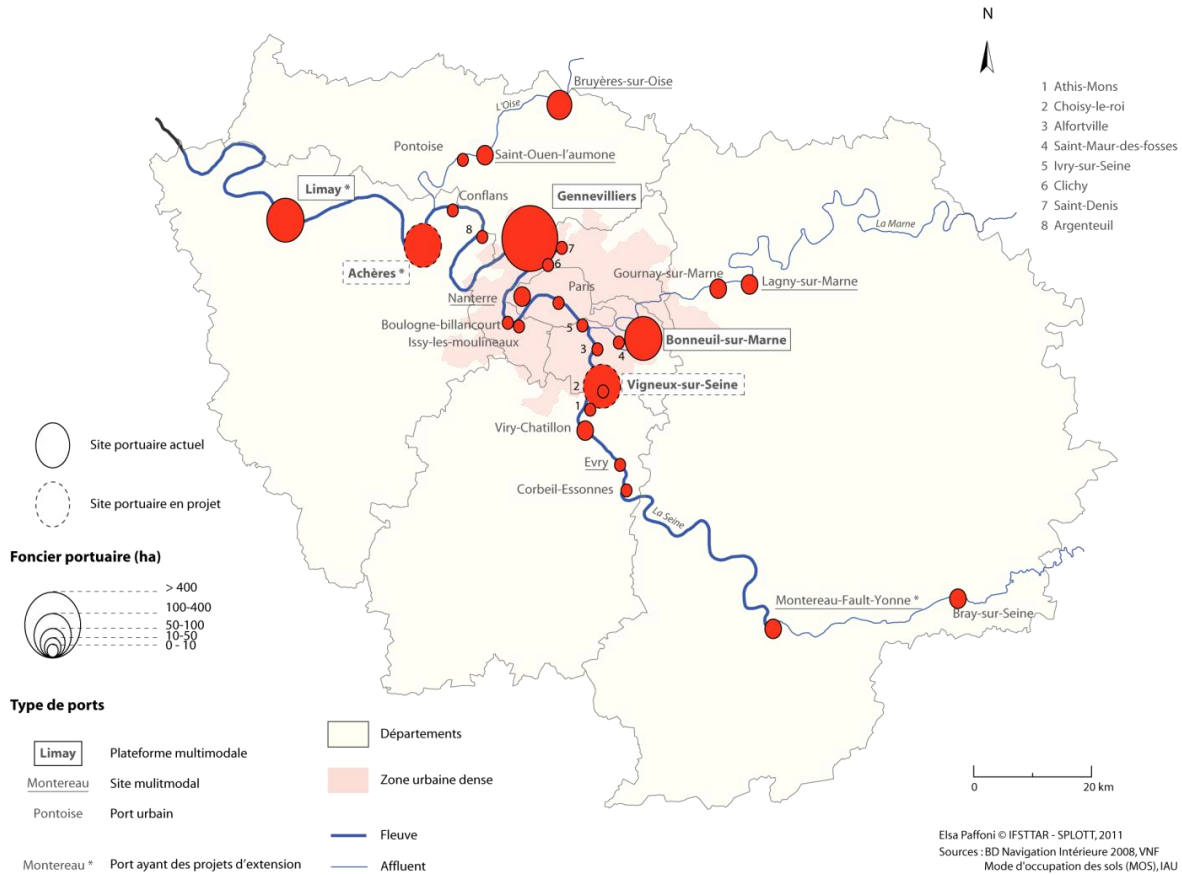 N
Bruyères-sur-Oise
L'Oise
1 Athis-Mons
2 Choisy-le-roi
3 Alfortville
4 Saint-Maur-des-fosses
5 Ivry-sur-Seine
6 Clichy
7 Saint-Denis
8 Argenteuil
Pontoise
Saint-Ouen-l'aumone
Limay *
Conflans
Gennevilliers
8
7
6
La Marne
Achères *
Gournay-sur-Marne
Lagny-sur-Marne
Nanterre
Paris
Boulogne-billancourt
Issy-les-moulineaux
5
3
4
Bonneuil-sur-Marne
2
Vigneux-sur-Seine
1
Viry-Chatillon
Evry
Corbeil-Essonnes
La Seine
Montereau-Fault-Yonne *
Bray-sur-Seine
Site portuaire actuel
Site portuaire en projet
Foncier portuaire (ha)
> 400
100-400
50-100
10-50
0 - 10
Type de ports
Limay
Plateforme multimodale
Montereau
Site mulitmodal
Pontoise
Port urbain
Montereau *
Port ayant des projets d'extension
Départements
Zone urbaine dense
Fleuve
Affluent
0
20 km
Elsa Paffoni © IFSTTAR - SPLOTT, 2011
Sources : BD Navigation Intérieure 2008, VNF
Mode d'occupation des sols (MOS), IAU